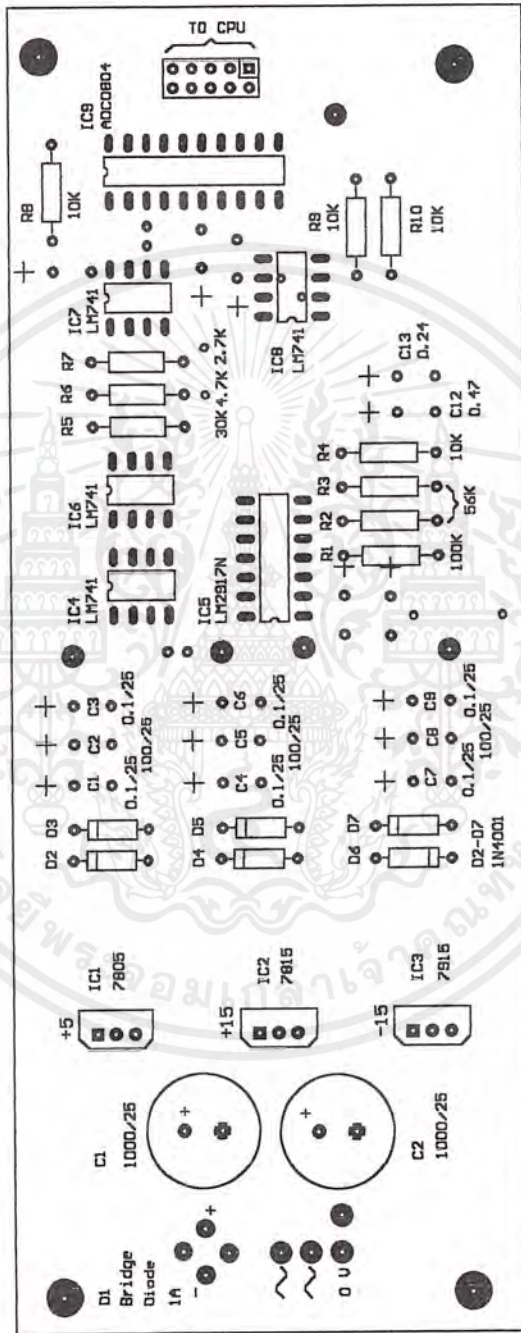 TO CPU
IC9
ADC0804
R8
10K
R9
10K
R10
10K
IC7
LM741
IC8
LM741
R7
R6
R5
2.7K
4.7K
30K
C13
0.24
C12
0.47
R4
10K
R3
R2
56K
R1
100K
IC6
LM741
IC4
LM741
IC5
LM2917N
C3
C2
C1
0.1/25
100/25
0.1/25
C6
C5
C4
0.1/25
100/25
0.1/25
C9
C8
C7
0.1/25
100/25
0.1/25
D3
D2
D5
D4
D7
D6
D2-D7
1N4001
IC1
7805
+5
IC2
7815
+15
IC3
7915
-15
C1
1000/25
+
C2
1000/25
+
D1
Bridge
Diode
1A
-
+
0 V